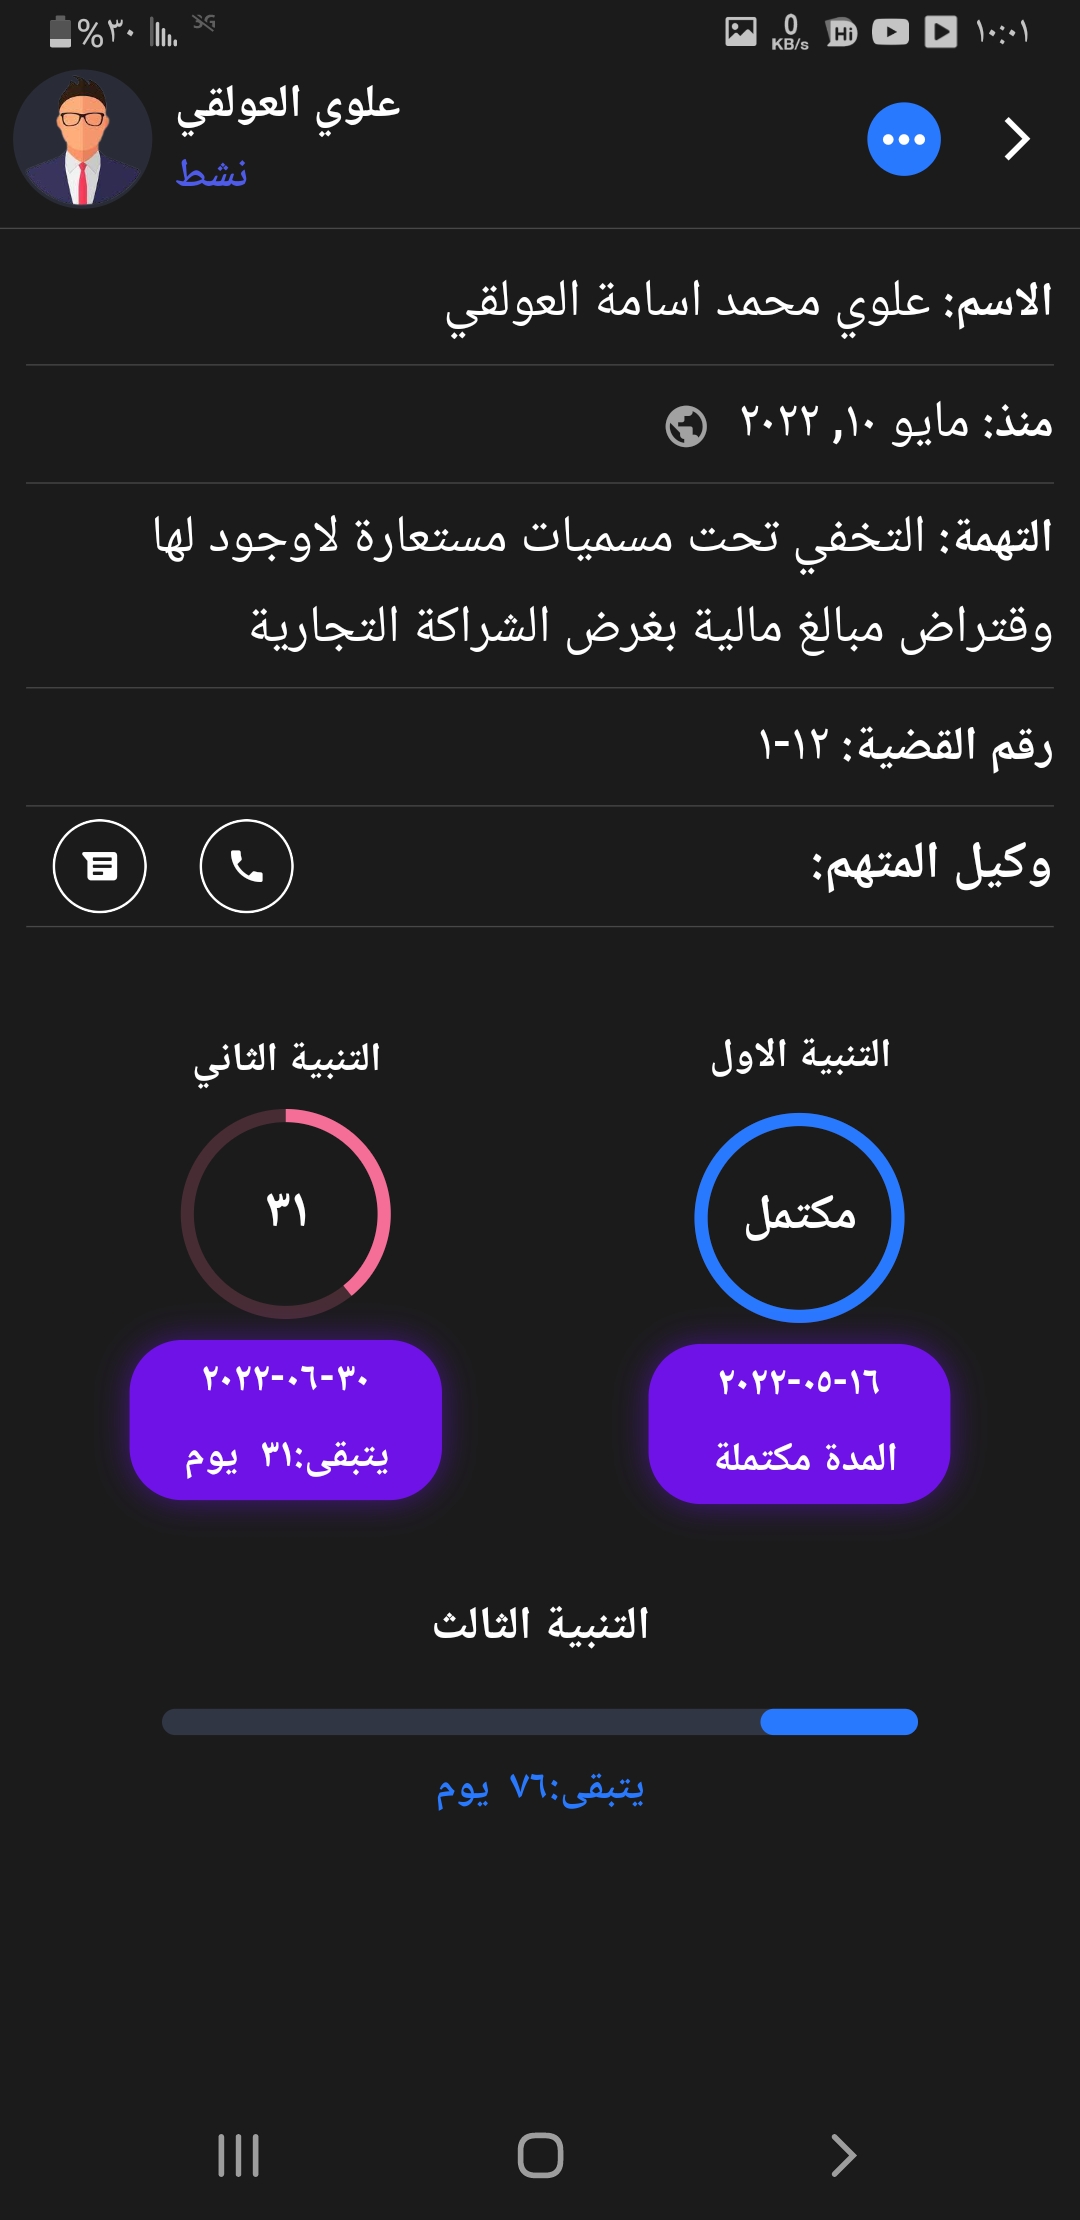 ١٠:٠١
0
KB/s
Hi
%٣٠
علوي العولقي
نشط
الاسم: علوي محمد اسامة العولقي
منذ: مايو ١٠, ٢٠٢٢
التهمة: التخفي تحت مسميات مستعارة لاوجود لها
وقتراض مبالغ مالية بغرض الشراكة التجارية
رقم القضية: ١٢-١
وكيل المتهم:
التنبية الاول
مكتمل
١٦-٠٥-٢٠٢٢
المدة مكتملة
التنبية الثاني
٣١
٣٠-٠٦-٢٠٢٢
يتبقى:٣١ يوم
التنبية الثالث
يتبقى:٧٦ يوم